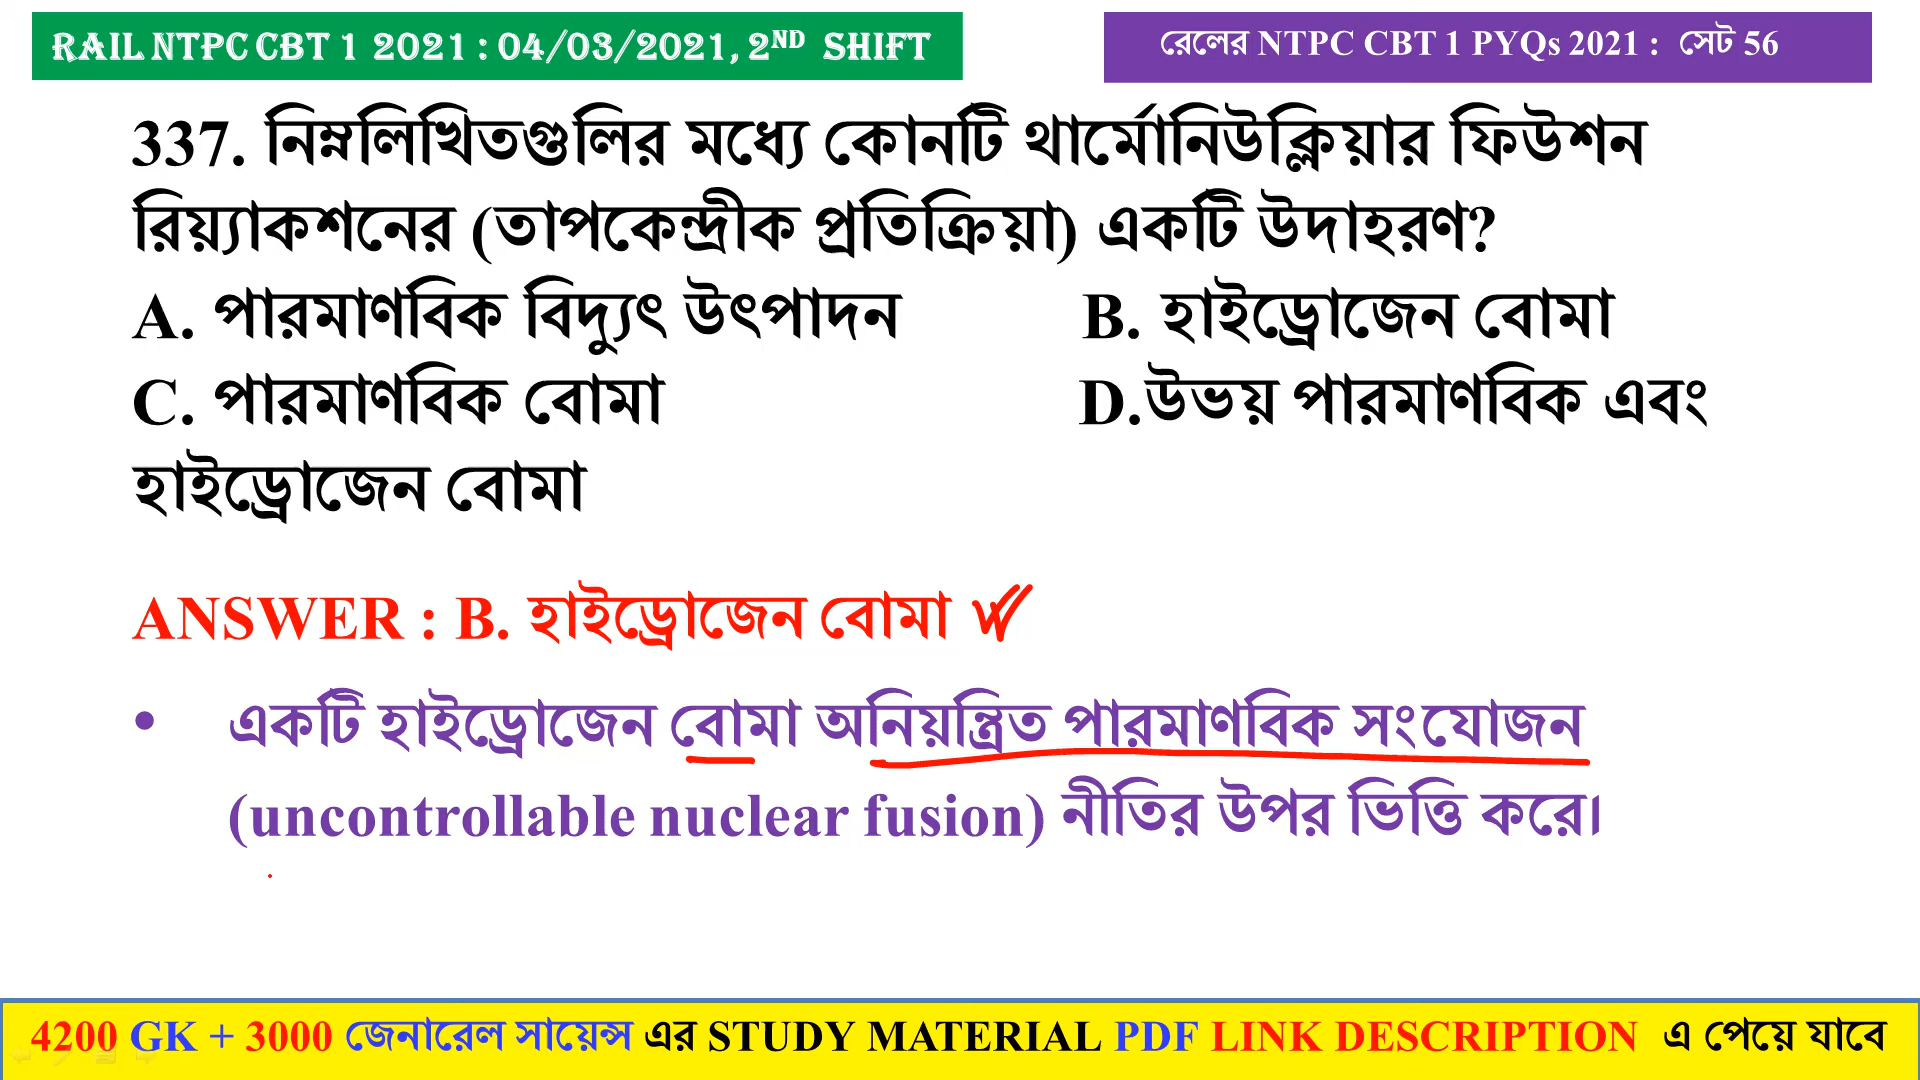 RAIL NTPC CBT 1 2021 : 04/03/2021, 2ND SHIFT
রেলের NTPC CBT 1 PYQs 2021 : সেট 56
337. নিম্নলিখিতগুলির মধ্যে কোনটি থার্মোনিউক্লিয়ার ফিউশন
রিয়্যাকশনের (তাপকেন্দ্রীক প্রতিক্রিয়া) একটি উদাহরণ?
A. পারমাণবিক বিদ্যুৎ উৎপাদন B. হাইড্রোজেন বোমা
C. পারমাণবিক বোমা D.উভয় পারমাণবিক এবং
হাইড্রোজেন বোমা
ANSWER : B. হাইড্রোজেন বোমা
• একটি হাইড্রোজেন বোমা অনিয়ন্ত্রিত পারমাণবিক সংযোজন
(uncontrollable nuclear fusion) নীতির উপর ভিত্তি করে।
4200 GK + 3000 জেনারেল সায়েন্স এর STUDY MATERIAL PDF LINK DESCRIPTION এ পেয়ে যাবে